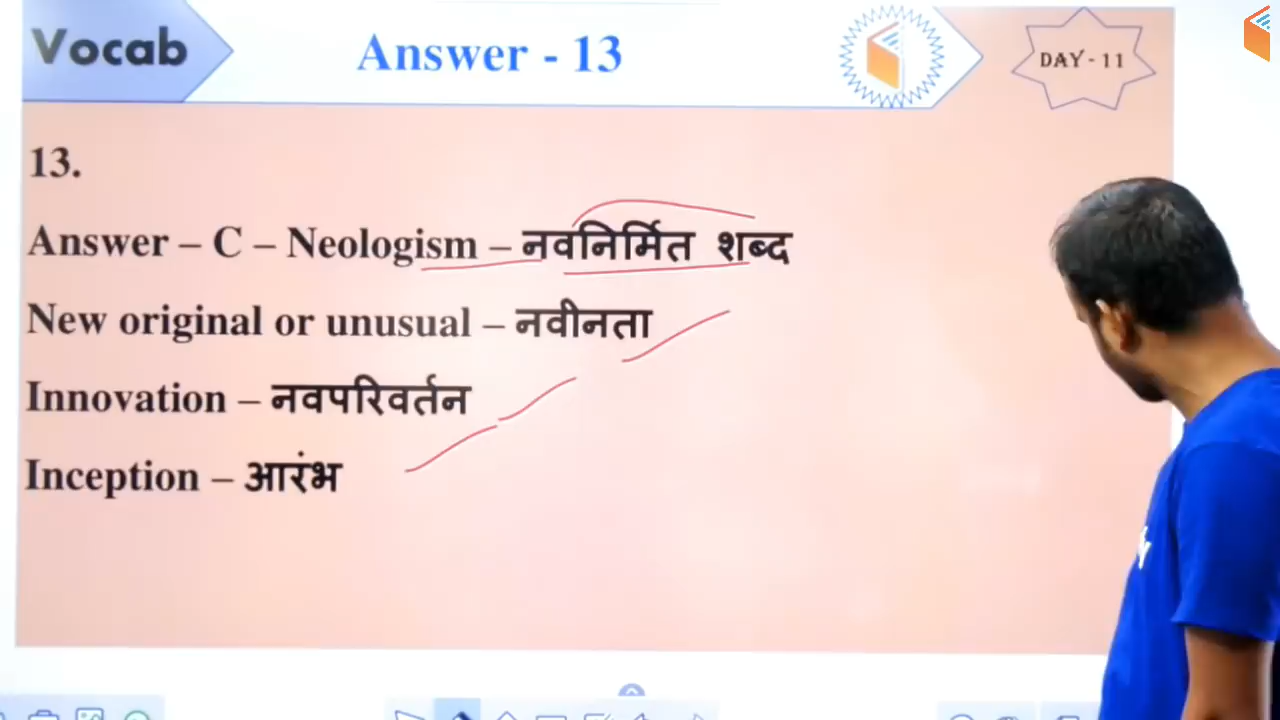 Vocab
Answer - 13
DAY - 11
13.
Answer – C – Neologism – नवनिर्मित शब्द
New original or unusual – नवीनता
Innovation – नवपरिवर्तन
Inception – आरंभ